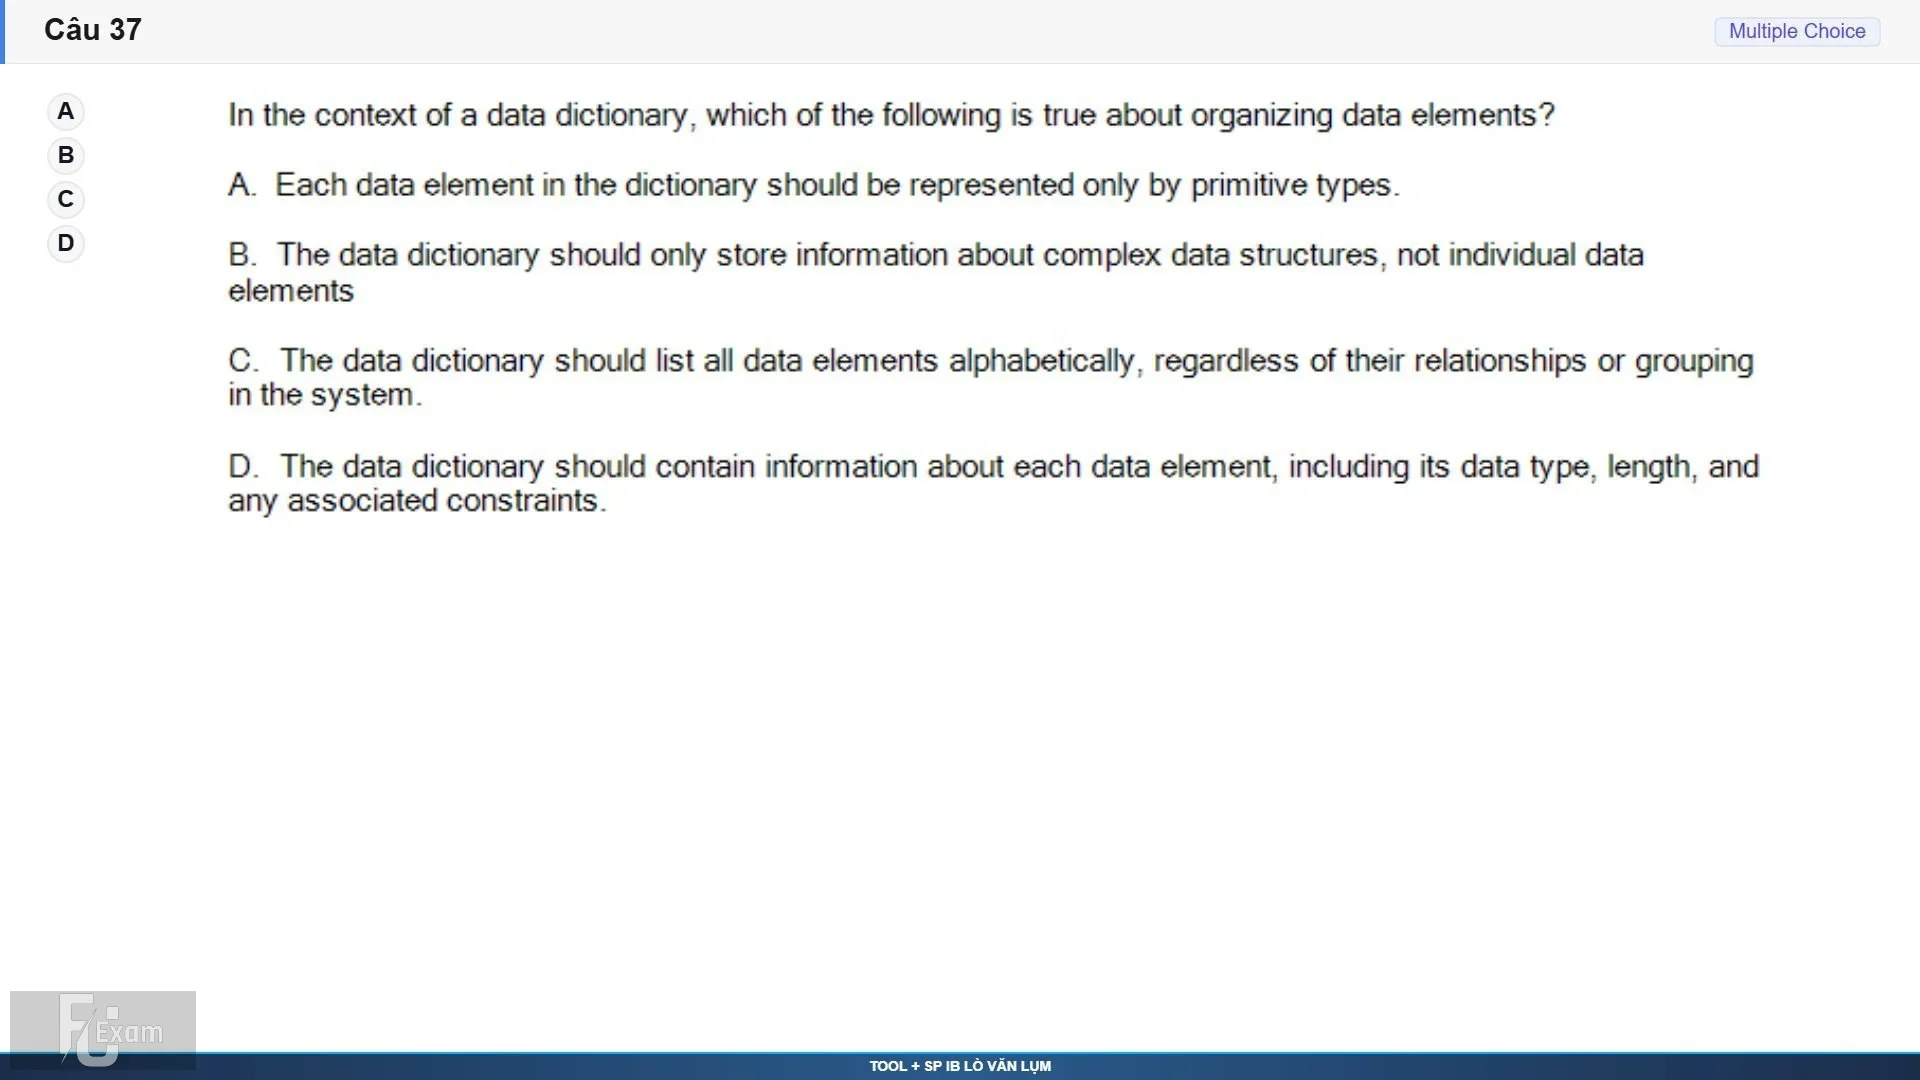 Câu 37
Multiple Choice
A
B
C
D
In the context of a data dictionary, which of the following is true about organizing data elements?
A. Each data element in the dictionary should be represented only by primitive types.
B. The data dictionary should only store information about complex data structures, not individual data
elements
C. The data dictionary should list all data elements alphabetically, regardless of their relationships or grouping
in the system.
D. The data dictionary should contain information about each data element, including its data type, length, and
any associated constraints.
FU Exam
TOOL + SP IB LÒ VĂN LỤM